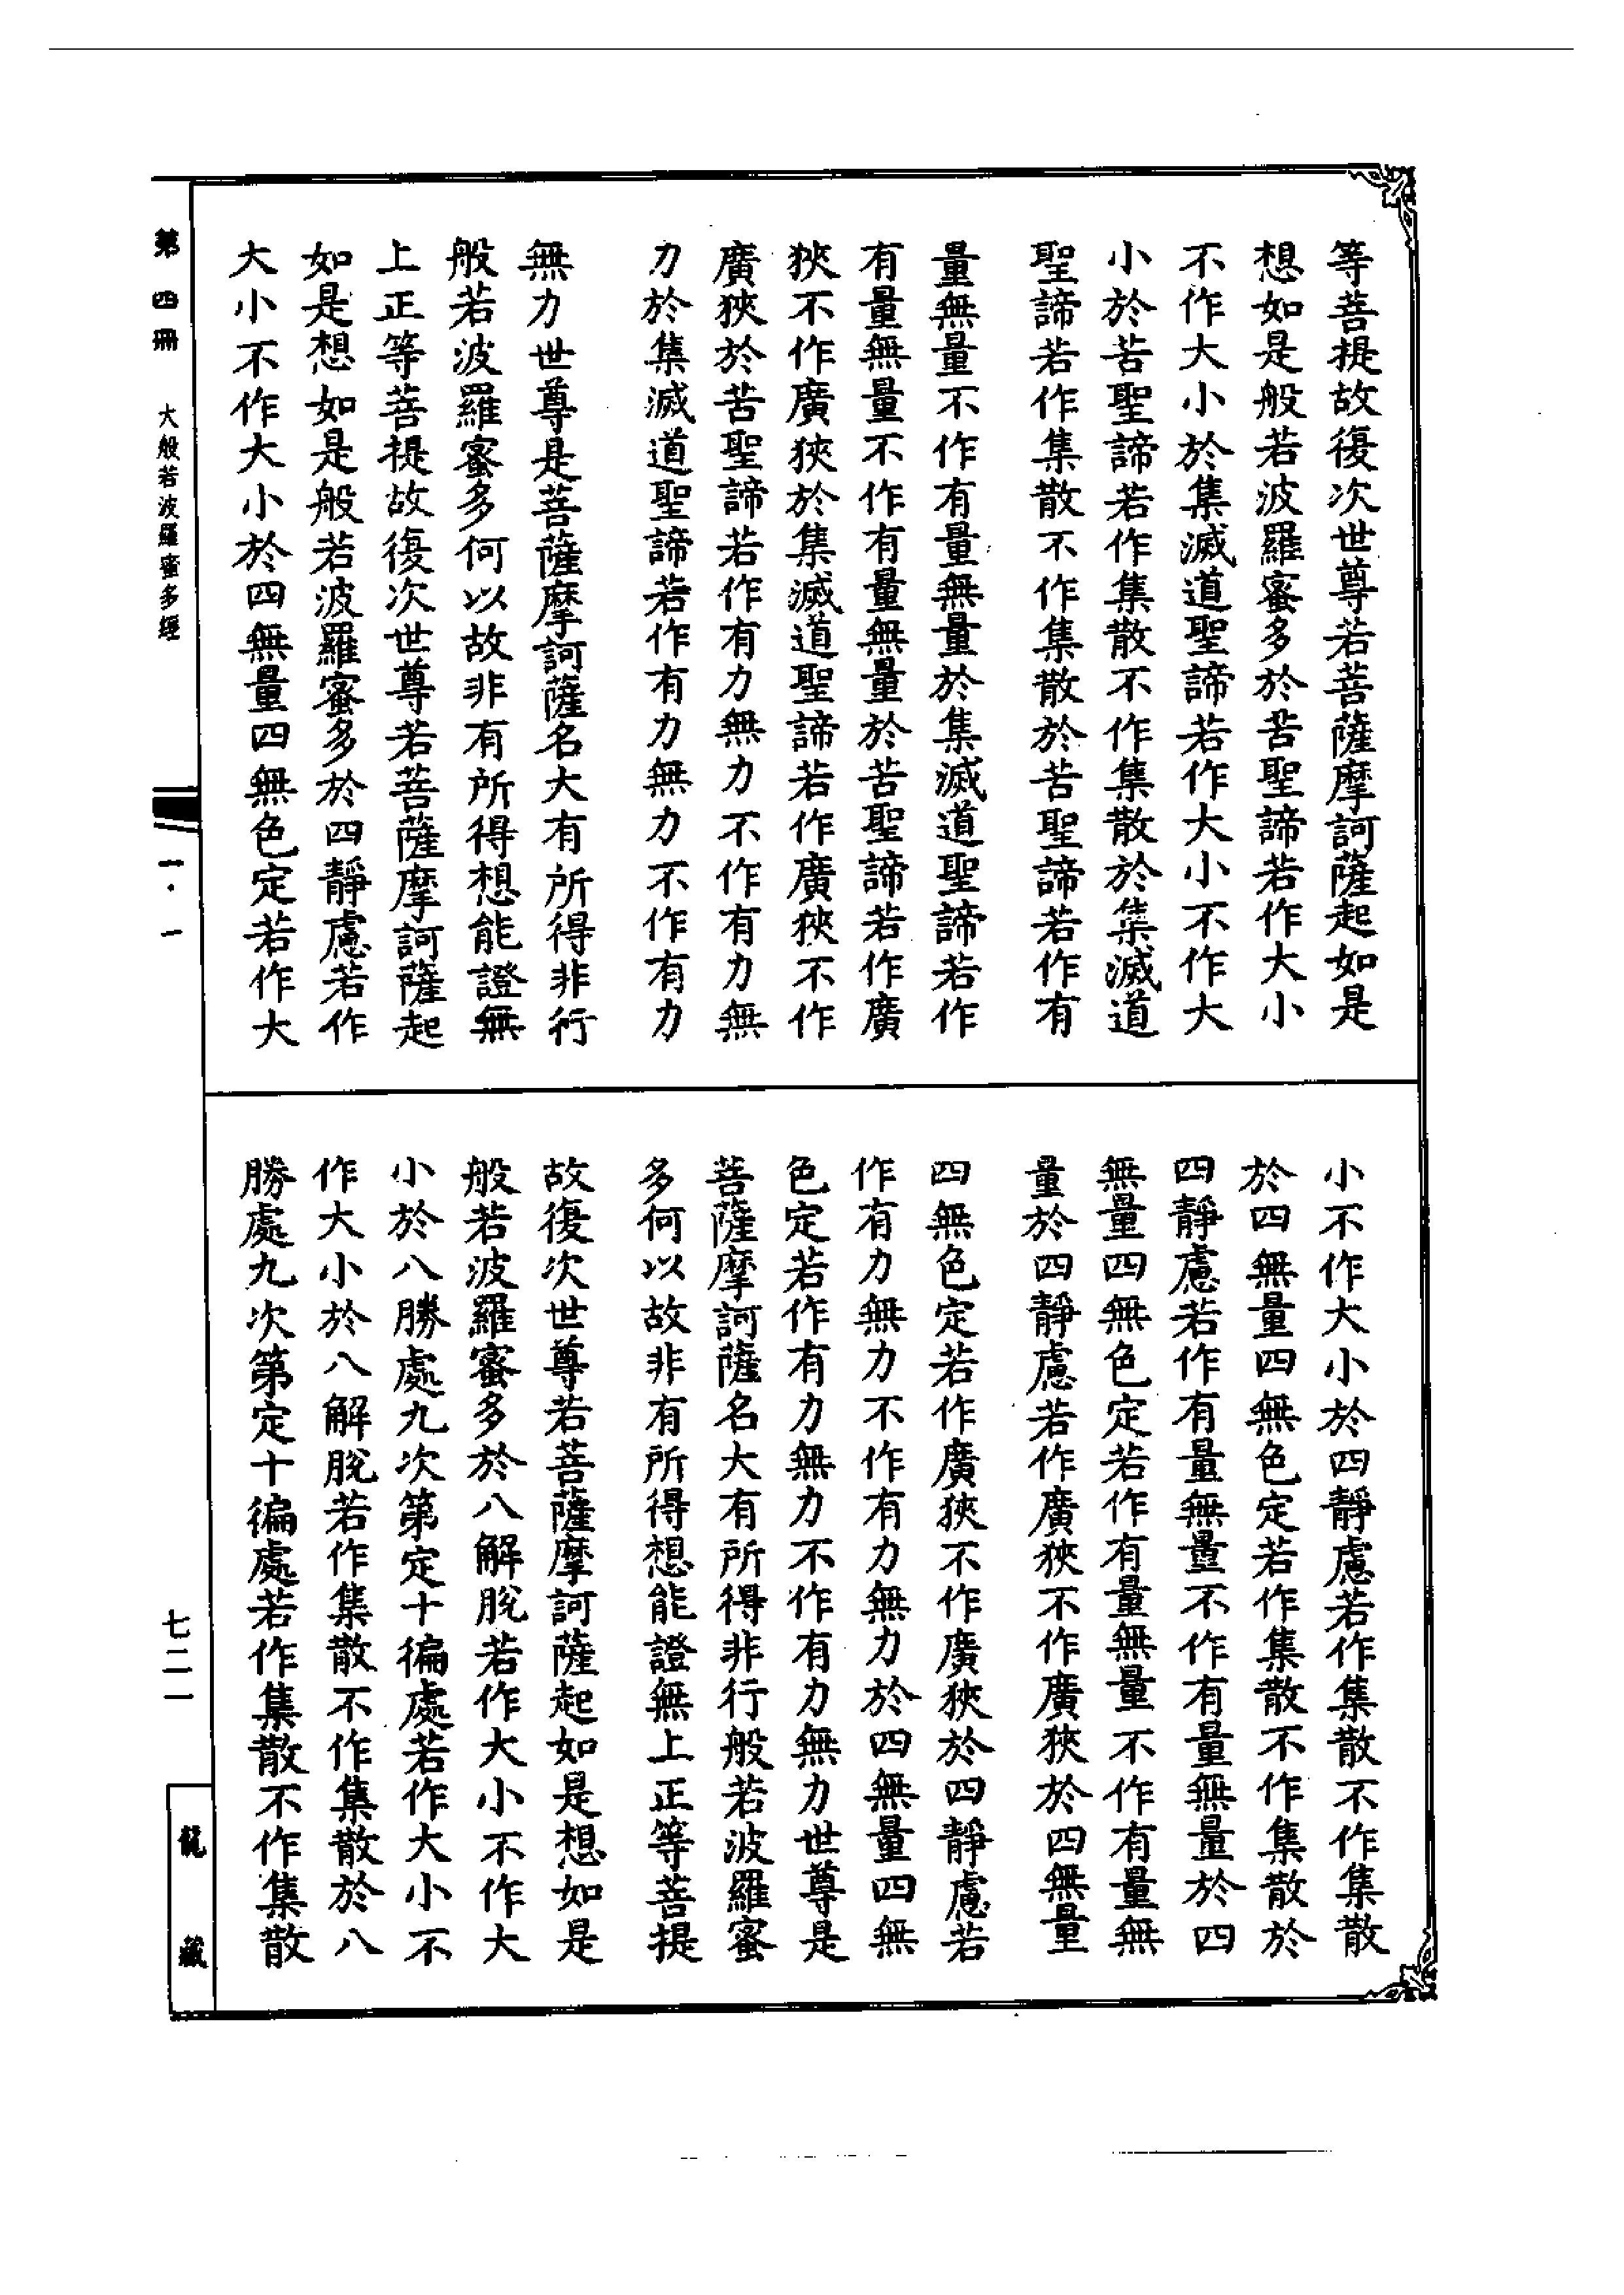 等菩提故復次世尊若菩薩摩訶薩起如是
想如是般若波羅蜜多於苦聖諦若作大小
不作大小於集滅道聖諦若作大小不作大
小於苦聖諦若作集散不作集散於集滅道
聖諦若作集散不作集散於苦聖諦若作有
量無量不作有量無量於集滅道聖諦若作
有量無量不作有量無量於苦聖諦若作廣
狹不作廣狹於集滅道聖諦若作廣狹不作
廣狹於苦聖諦若作有力無力不作有力無
力於集滅道聖諦若作有力無力不作有力
無力世尊是菩薩摩訶薩名大有所得非行
般若波羅蜜多何以故非有所得想能證無
上正等菩提故復次世尊若菩薩摩訶薩起
如是想如是般若波羅蜜多於四靜慮若作
大小不作大小於四無量四無色定若作大
小不作大小於四靜慮若作集散不作集散
於四無量四無色定若作集散不作集散於
四靜慮若作有量無量不作有量無量於四
無量四無色定若作有量無量不作有量無
量於四靜慮若作廣狹不作廣狹於四無量
四無色定若作廣狹不作廣狹於四靜慮若
作有力無力不作有力無力於四無量四無
色定若作有力無力不作有力無力世尊是
菩薩摩訶薩名大有所得非行般若波羅蜜
多何以故非有所得想能證無上正等菩提
故復次世尊若菩薩摩訶薩起如是想如是
般若波羅蜜多於八解脫若作大小不作大
小於八勝處九次第定十徧處若作大小不
作大小於八解脫若作集散不作集散於八
勝處九次第定十徧處若作集散不作集散
第四冊 大般若波羅蜜多經
一·一
七二一
龍藏